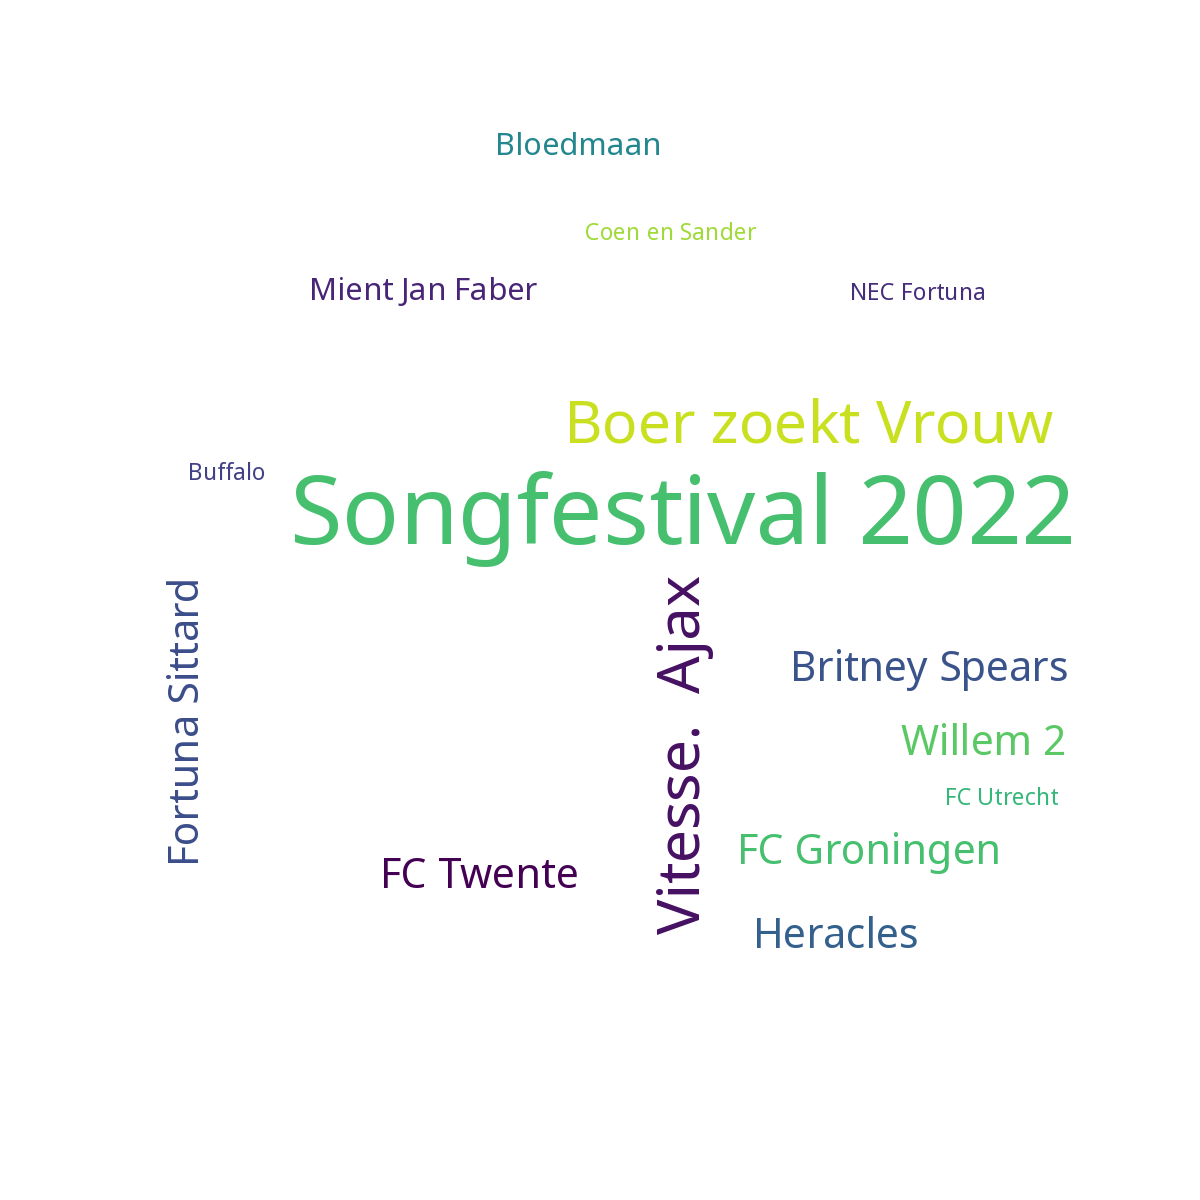 Bloedmaan
Coen en Sander
Mient Jan Faber
NEC Fortuna
Boer zoekt Vrouw
Buffalo
Songfestival 2022
Fortuna Sittard
Vitesse. Ajax
Britney Spears
Willem 2
FC Utrecht
FC Groningen
FC Twente
Heracles